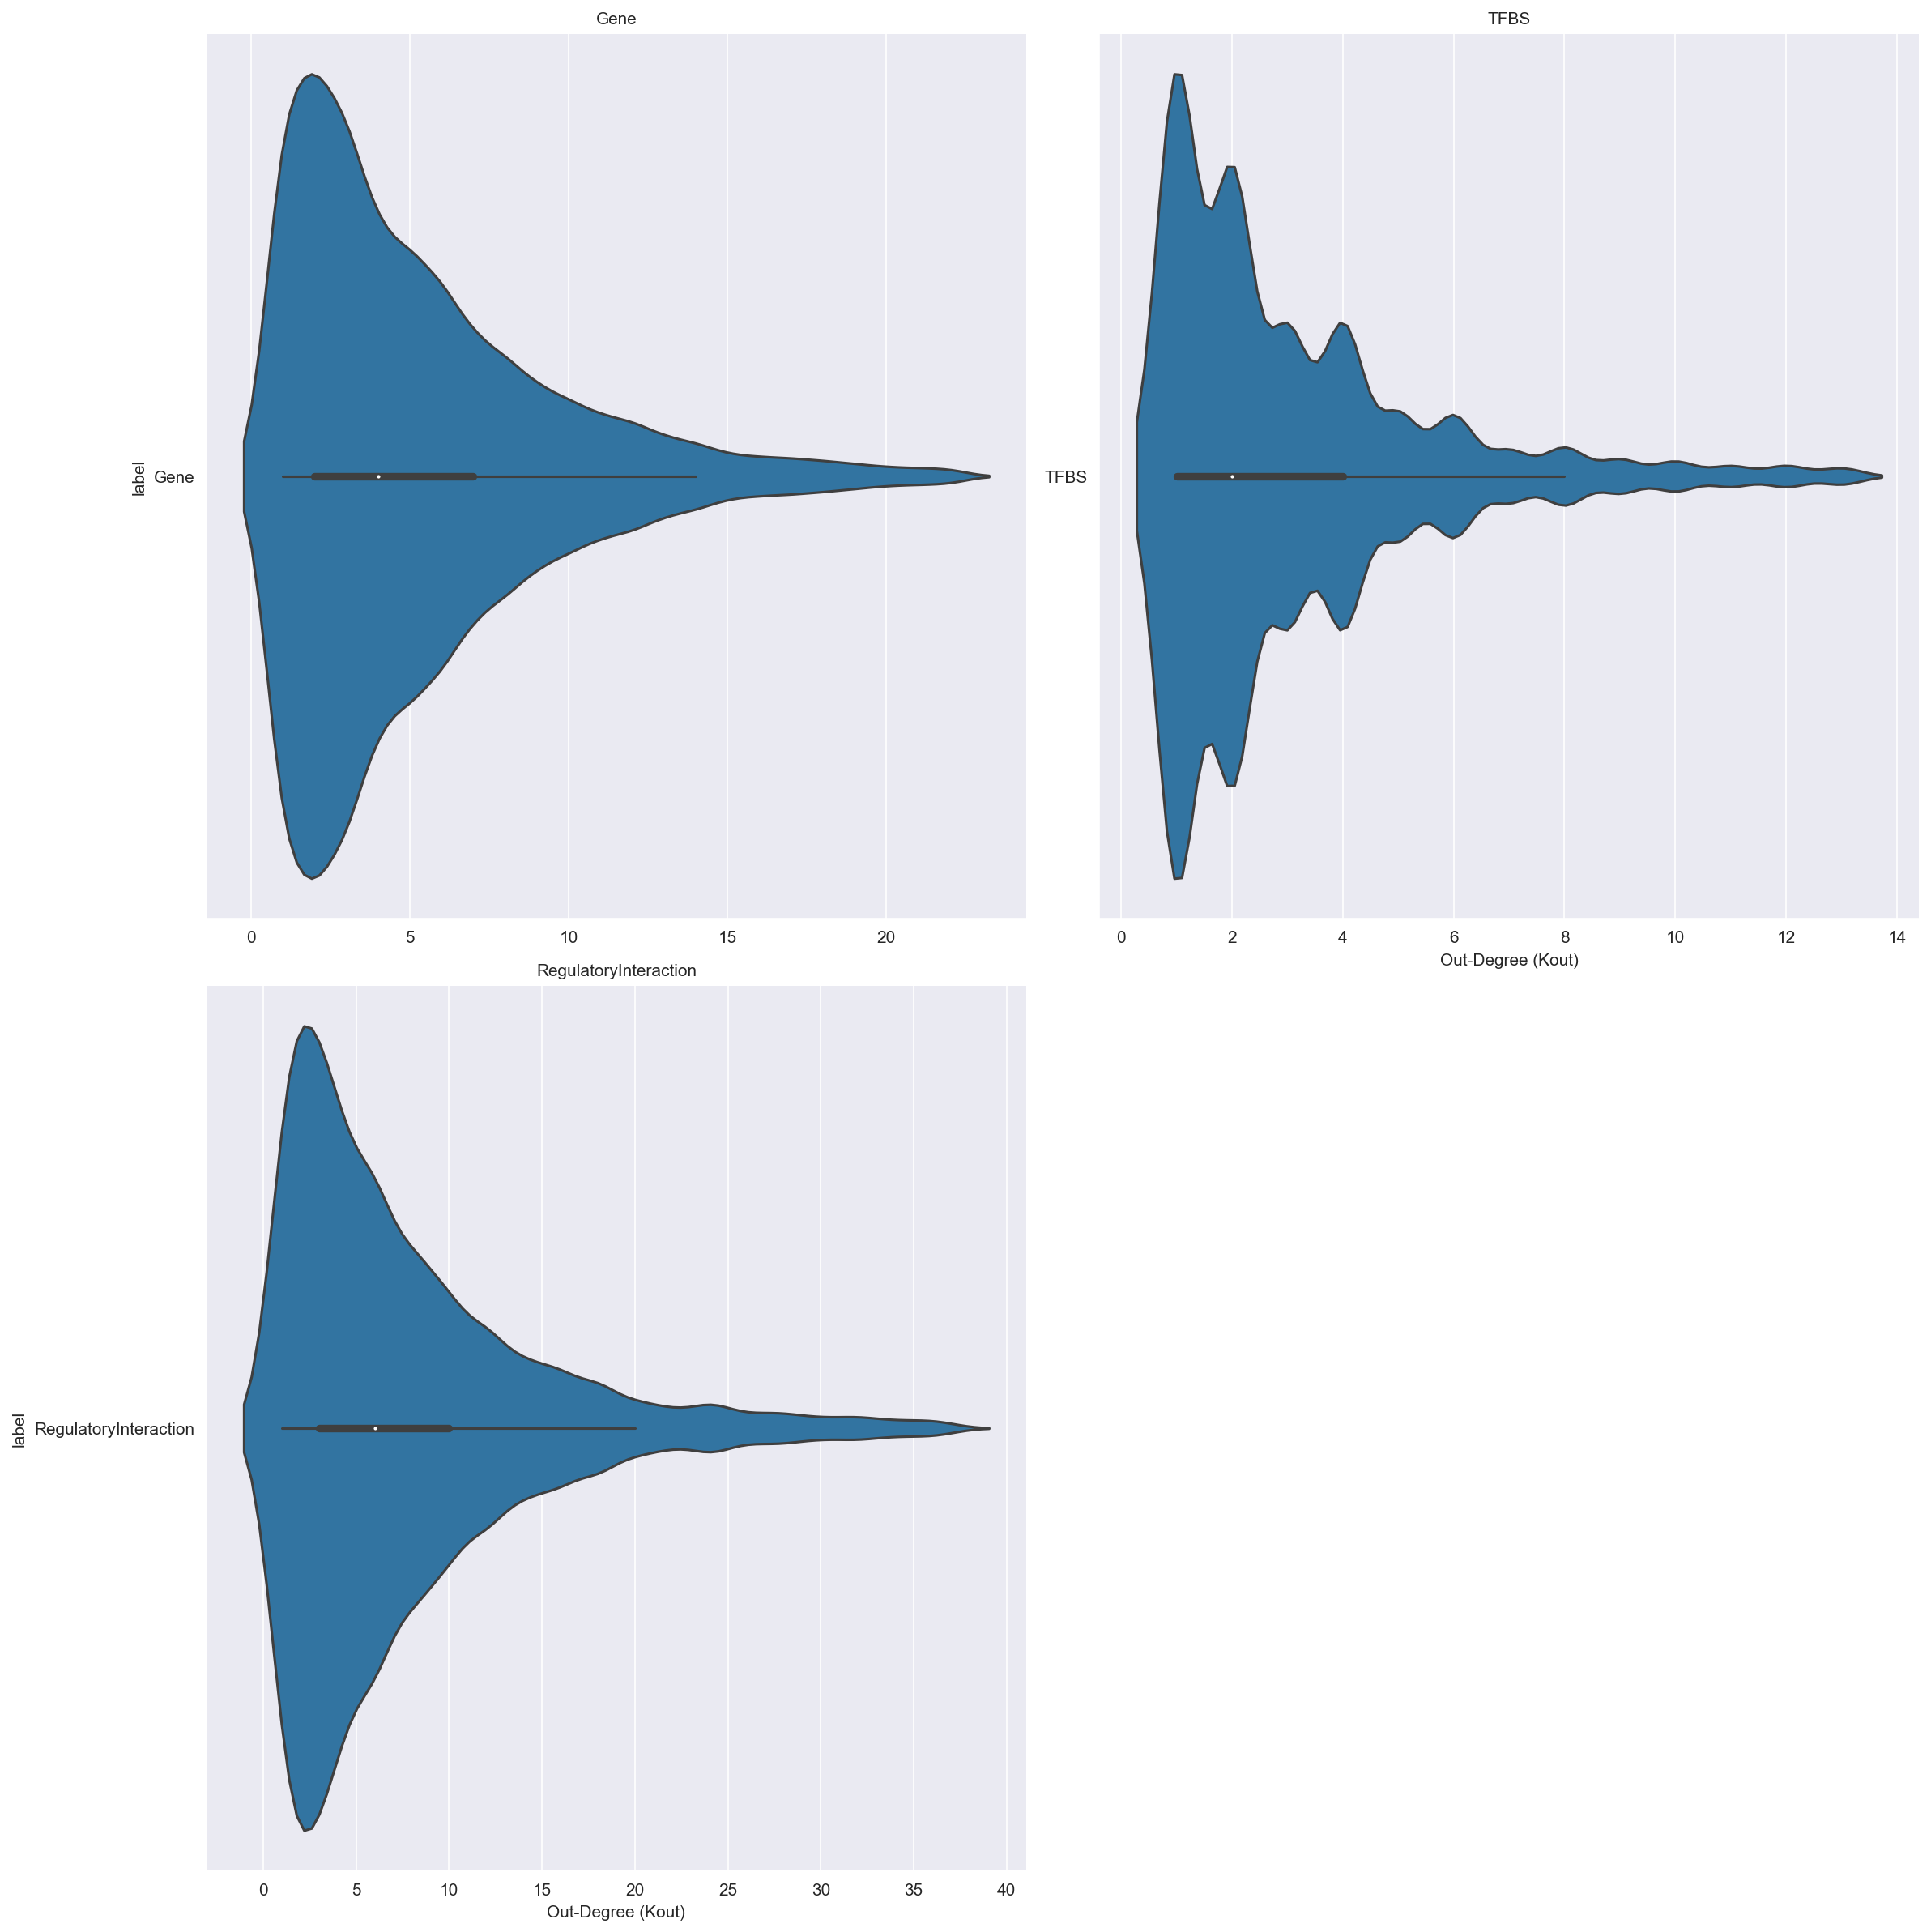 Gene
TFBS
label
Gene
TFBS
0 5 10 15 20
0 2 4 6 8 10 12 14
Out-Degree (Kout)
RegulatoryInteraction
label
RegulatoryInteraction
0 5 10 15 20 25 30 35 40
Out-Degree (Kout)